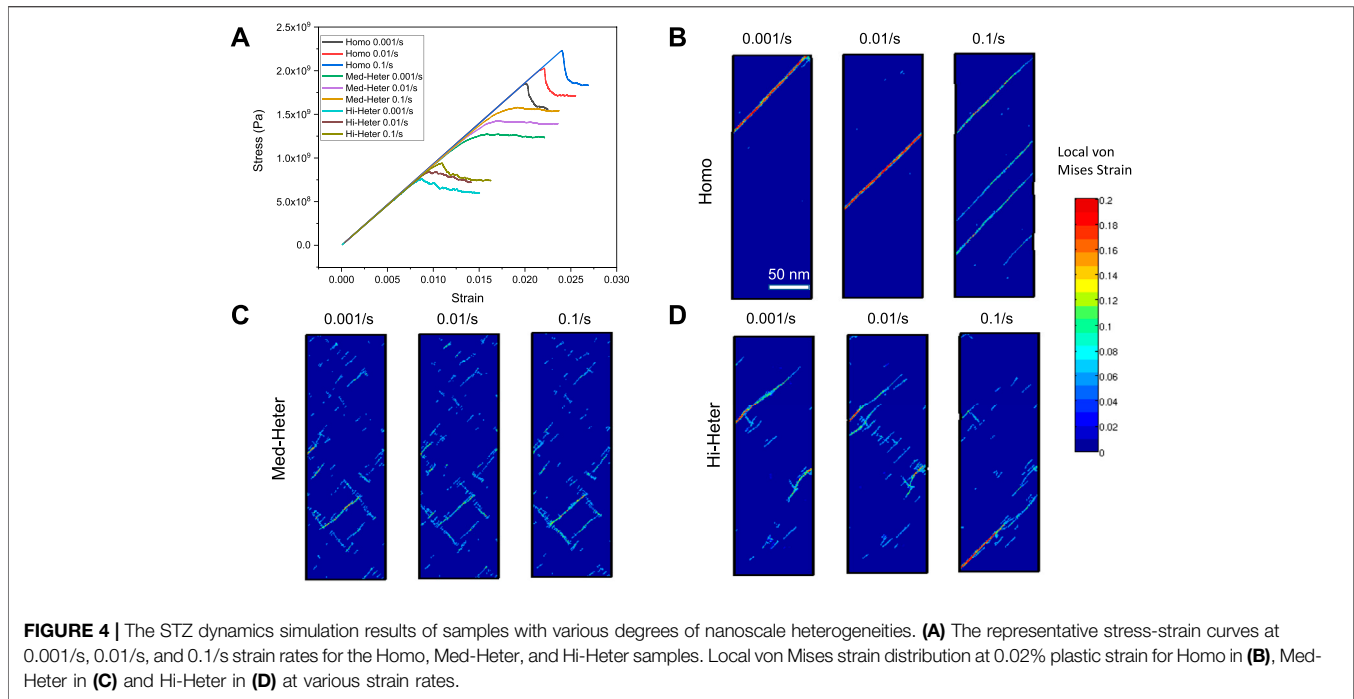 A
2.5x10⁹
2.0x10⁹
1.5x10⁹
1.0x10⁹
5.0x10⁸
0.0
Stress (Pa)
Homo 0.001/s
Homo 0.01/s
Homo 0.1/s
Med-Heter 0.001/s
Med-Heter 0.01/s
Med-Heter 0.1/s
Hi-Heter 0.001/s
Hi-Heter 0.01/s
Hi-Heter 0.1/s
0.000 0.005 0.010 0.015 0.020 0.025 0.030
Strain
B
0.001/s 0.01/s 0.1/s
Homo
50 nm
Local von
Mises Strain
0.2
0.18
0.16
0.14
0.12
0.1
0.08
0.06
0.04
0.02
0
C
0.001/s 0.01/s 0.1/s
Med-Heter
D
0.001/s 0.01/s 0.1/s
Hi-Heter
FIGURE 4 | The STZ dynamics simulation results of samples with various degrees of nanoscale heterogeneities. (A) The representative stress-strain curves at
0.001/s, 0.01/s, and 0.1/s strain rates for the Homo, Med-Heter, and Hi-Heter samples. Local von Mises strain distribution at 0.02% plastic strain for Homo in (B), Med-
Heter in (C) and Hi-Heter in (D) at various strain rates.